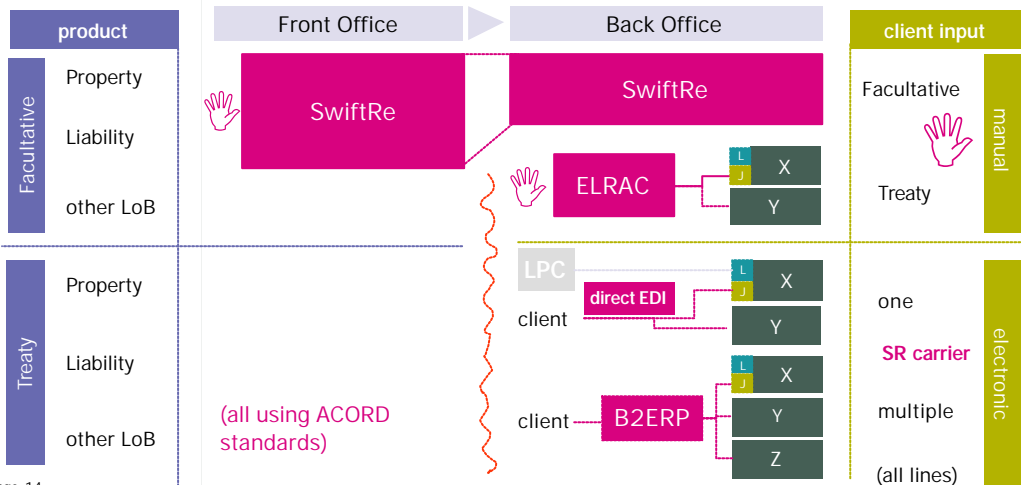 product
Front Office
Back Office
client input
Facultative
Property
Liability
other LoB
SwiftRe
SwiftRe
ELRAC
L
J
X
Y
Facultative
Treaty
manual
Treaty
Property
Liability
other LoB
(all using ACORD
standards)
LPC
direct EDI
client
L
J
X
Y
client
B2ERP
L
J
X
Y
Z
one
SR carrier
multiple
(all lines)
electronic